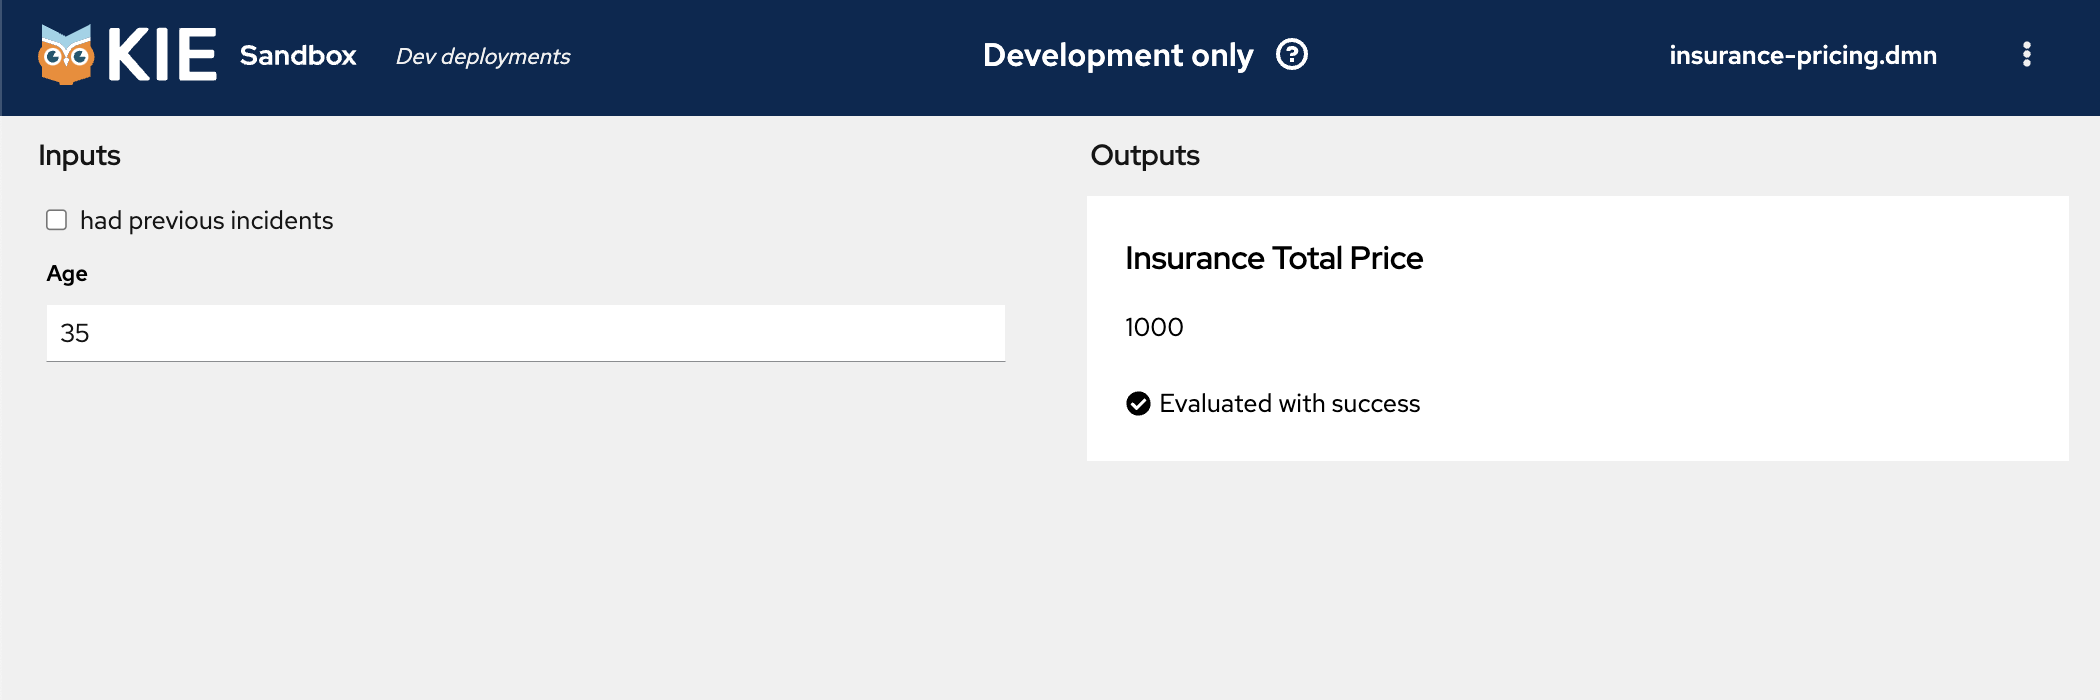 KIE Sandbox Dev deployments Development only ? insurance-pricing.dmn
Inputs
had previous incidents
Age
35
Outputs
Insurance Total Price
1000
Evaluated with success